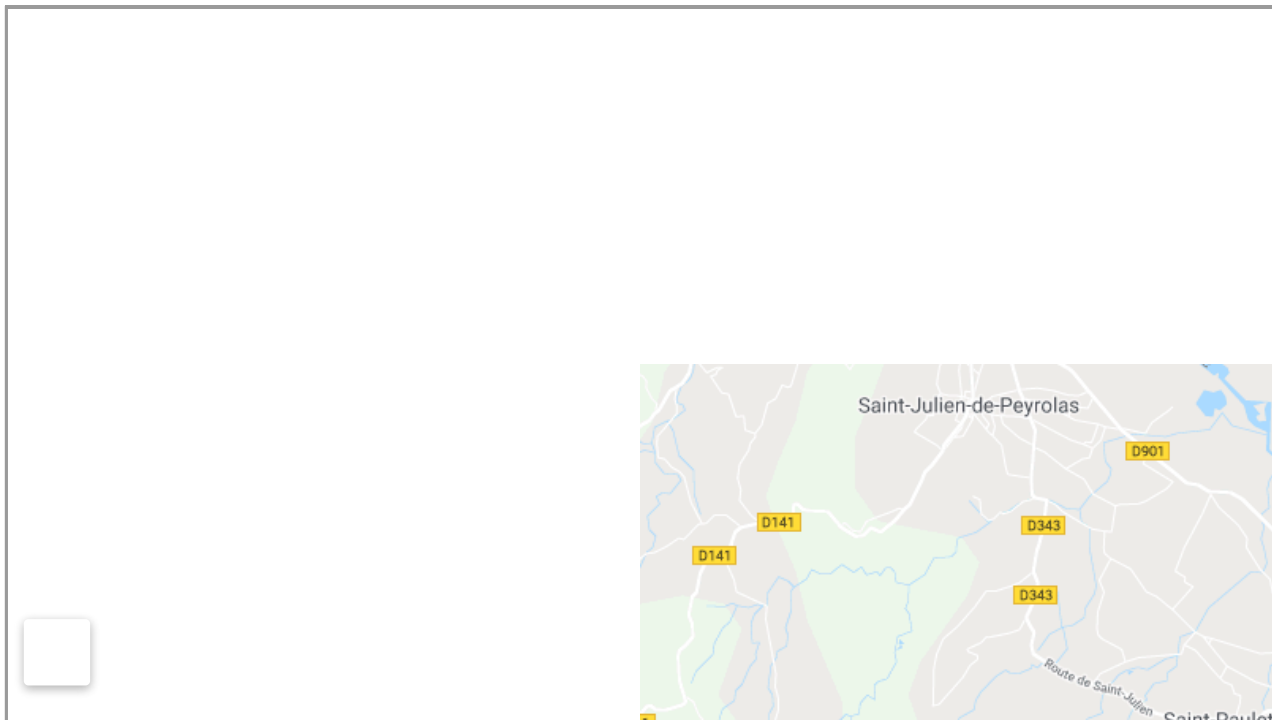 Saint-Julien-de-Peyrolas
D901
D141
D343
D141
D343
Route de Saint-Julien